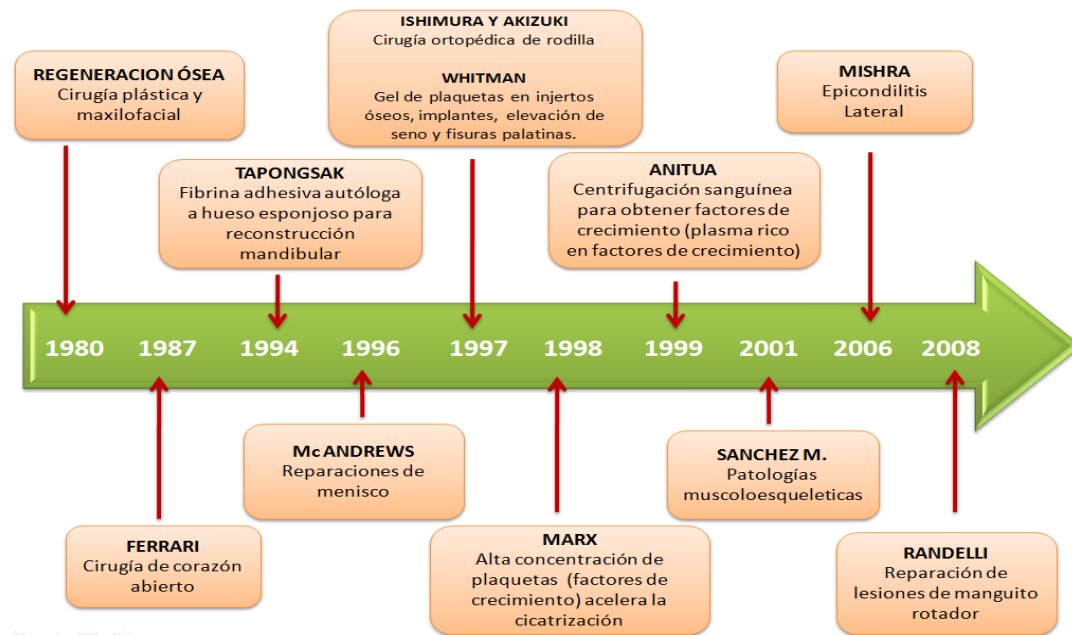 REGENERACION ÓSEA
Cirugía plástica y
maxilofacial
ISHIMURA Y AKIZUKI
Cirugía ortopédica de rodilla
WHITMAN
Gel de plaquetas en injertos
óseos, implantes, elevación de
seno y fisuras palatinas.
MISHRA
Epicondilitis
Lateral
TAPONGSAK
Fibrina adhesiva autóloga
a hueso esponjoso para
reconstrucción
mandibular
ANITUA
Centrifugación sanguínea
para obtener factores de
crecimiento (plasma rico
en factores de crecimiento)
1980 1987 1994 1996 1997 1998 1999 2001 2006 2008
Mc ANDREWS
Reparaciones de
menisco
SANCHEZ M.
Patologías
muscoloesqueleticas
FERRARI
Cirugía de corazón
abierto
MARX
Alta concentración de
plaquetas (factores de
crecimiento) acelera la
cicatrización
RANDELLI
Reparación de
lesiones de manguito
rotador